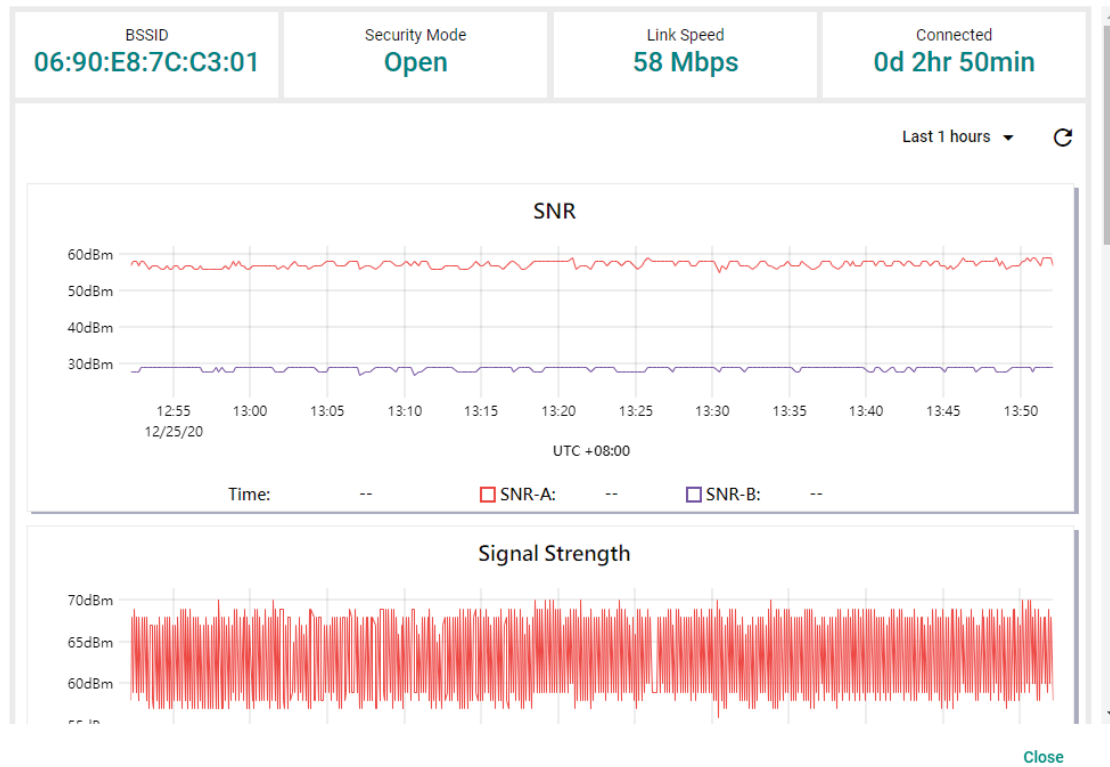 BSSID
06:90:E8:7C:C3:01
Security Mode
Open
Link Speed
58 Mbps
Connected
0d 2hr 50min
Last 1 hours
SNR
60dBm
50dBm
40dBm
30dBm
12:55 13:00 13:05 13:10 13:15 13:20 13:25 13:30 13:35 13:40 13:45 13:50
12/25/20
UTC +08:00
Time: -- SNR-A: -- SNR-B: --
Signal Strength
70dBm
65dBm
60dBm
Close